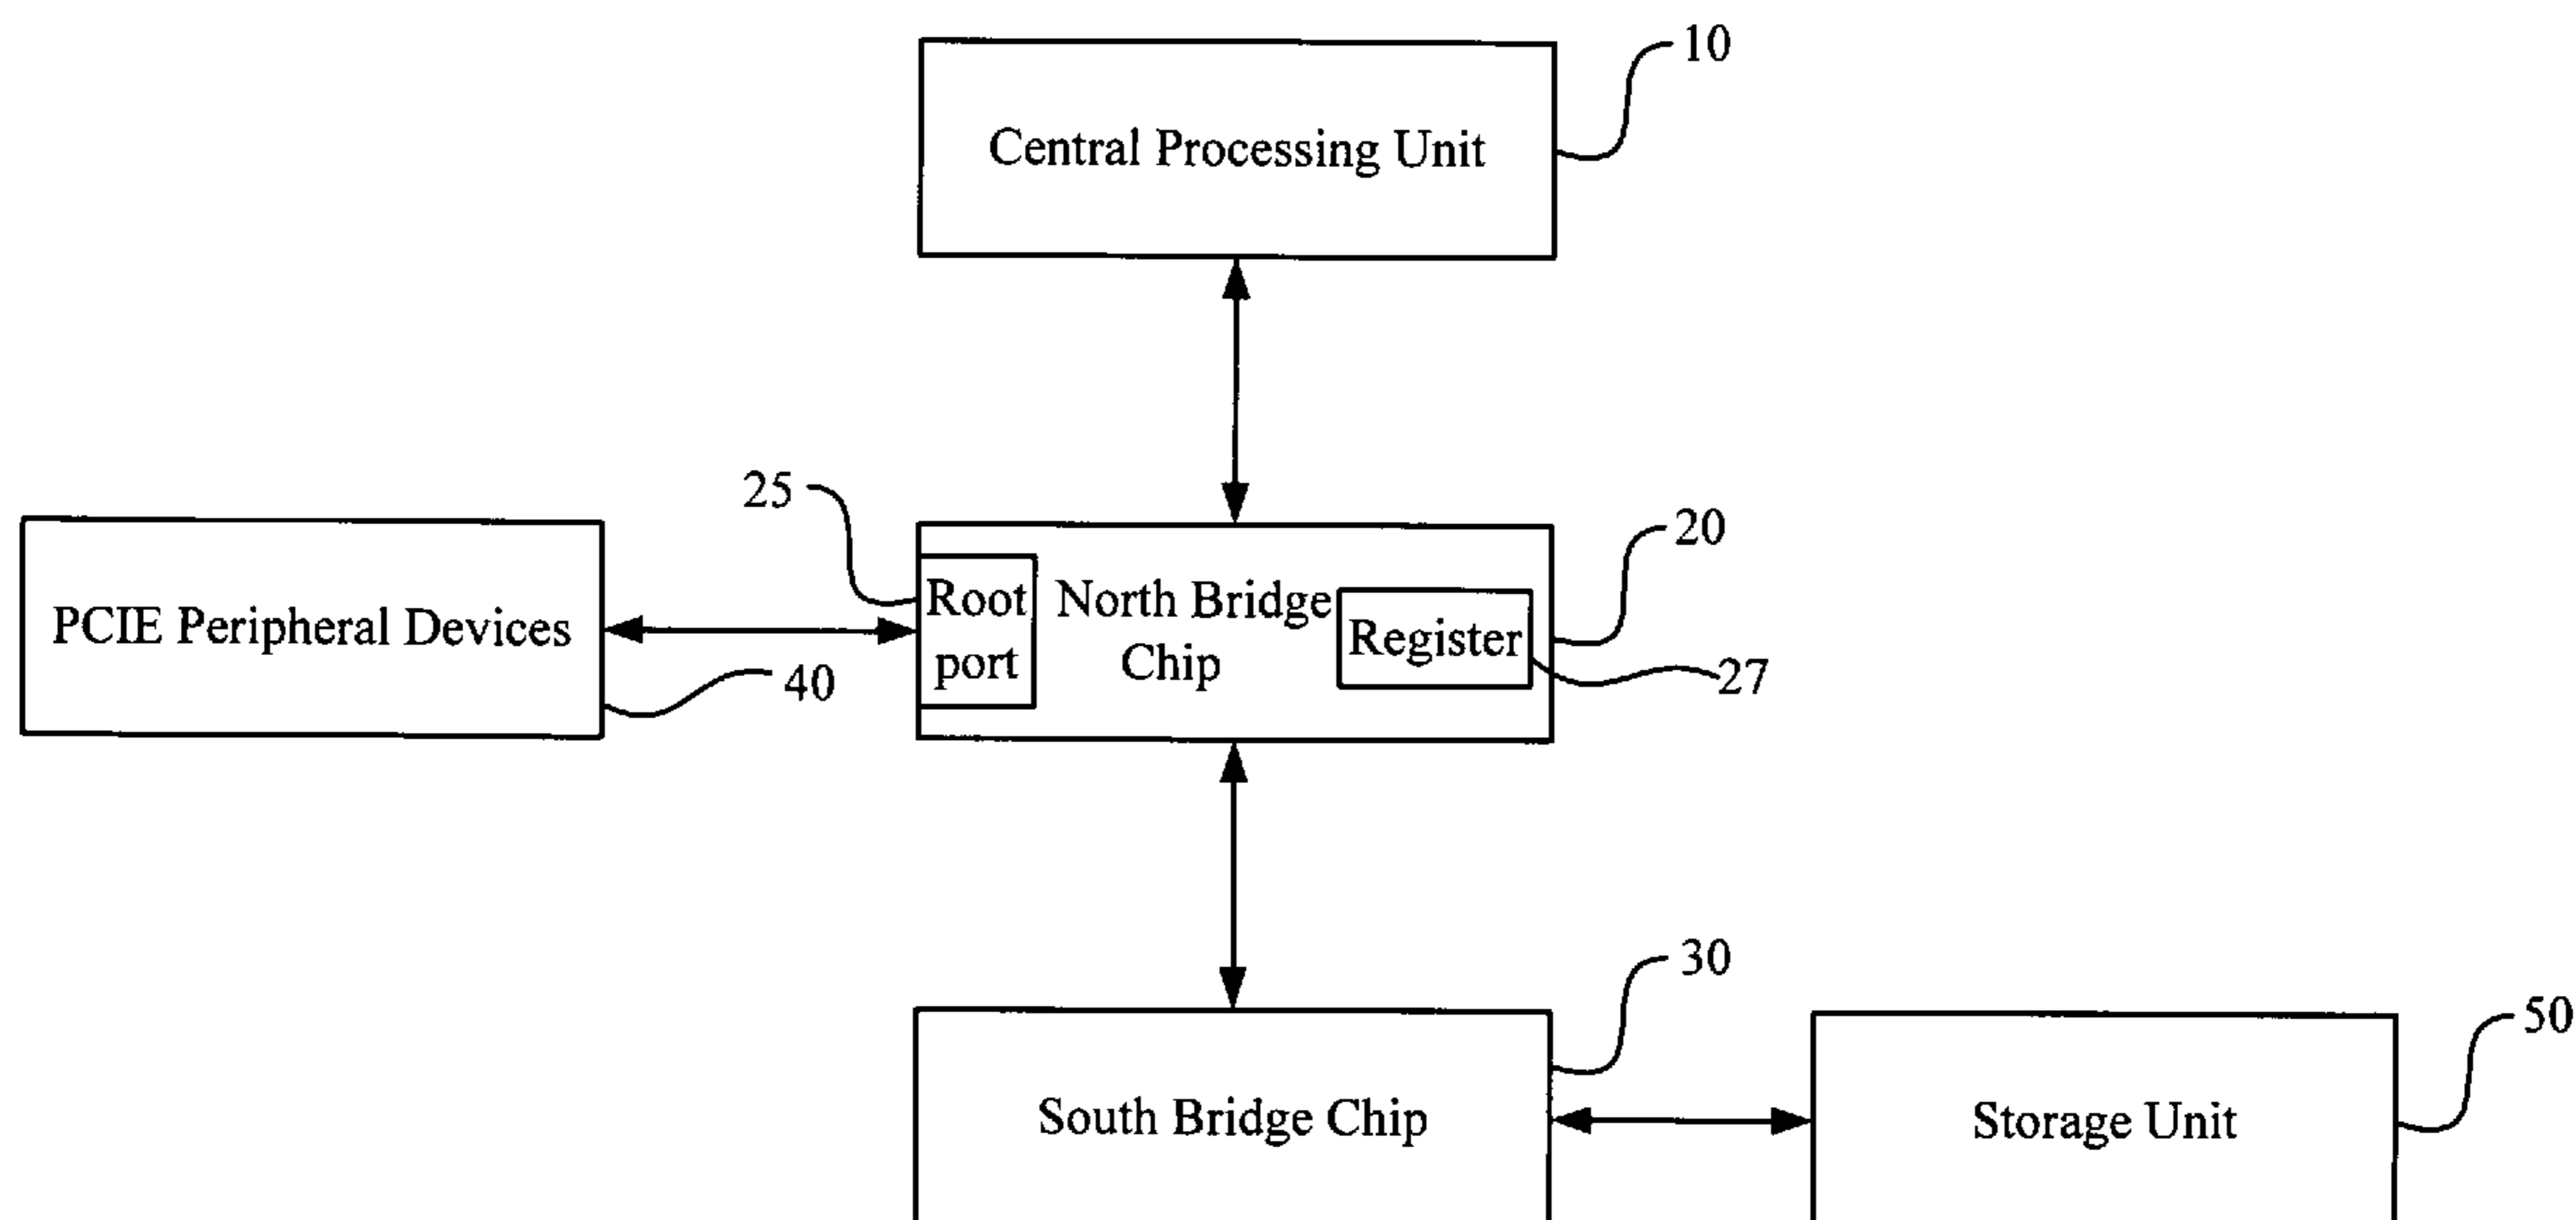 10
Central Processing Unit
25
20
Root
port
North Bridge
Chip
Register
PCIE Peripheral Devices
40
27
30
50
South Bridge Chip
Storage Unit